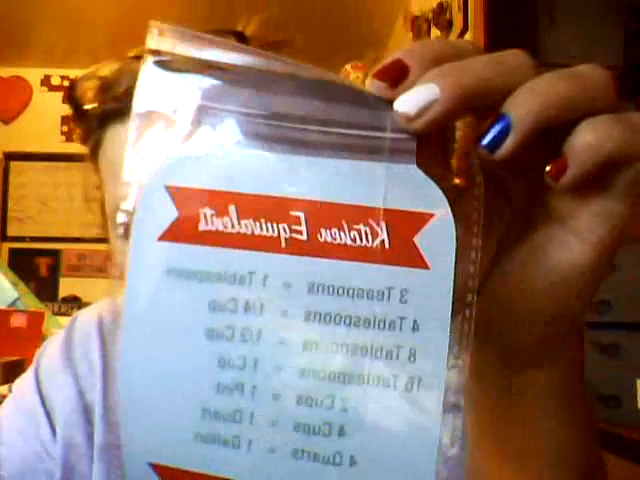 Kitchen Equivalents
3 Teaspoons = 1 Tablespoon
4 Tablespoons = 1/4 Cup
8 Tablespoons = 1/2 Cup
16 Tablespoons = 1 Cup
2 Cups = 1 Pint
4 Cups = 1 Quart
4 Quarts = 1 Gallon